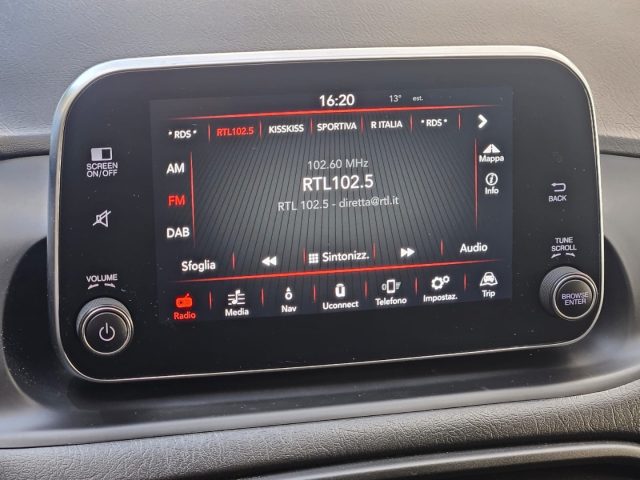 16:20 13° est.
* RDS * RTL102.5 KISSKISS SPORTIVA R ITALIA * RDS *
SCREEN
ON/OFF
AM
FM
DAB
102.60 MHz
RTL102.5
RTL 102.5 - diretta@rtl.it
Mappa
Info
BACK
Sfoglia Sintonizz. Audio
VOLUME
TUNE
SCROLL
BROWSE
ENTER
Radio Media Nav Uconnect Telefono Impostaz. Trip